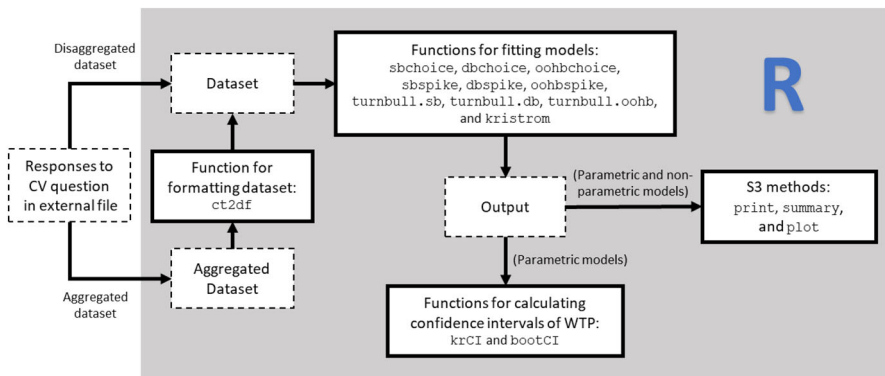 Disaggregated
dataset
Dataset
Functions for fitting models:
sbchoice, dbchoice, oohbchoice,
sbspike, dbspike, oohbspike,
turnbull.sb, turnbull.db, turnbull.oohb,
and kristrom
R
Responses to
CV question
in external file
Function for
formatting dataset:
ct2df
(Parametric and non-
parametric models)
Output
S3 methods:
print, summary,
and plot
Aggregated
Dataset
(Parametric models)
Aggregated
dataset
Functions for calculating
confidence intervals of WTP:
krCI and bootCI